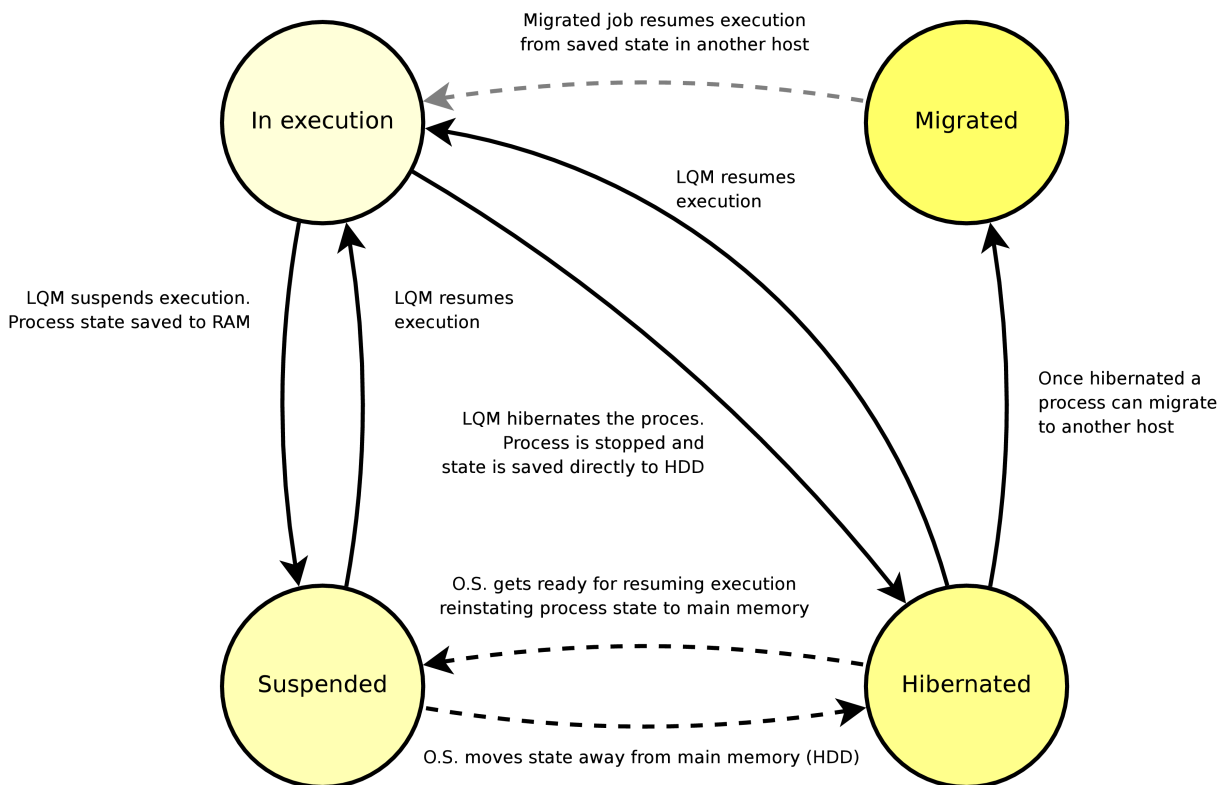 Migrated job resumes execution
from saved state in another host
In execution
Migrated
LQM resumes
execution
LQM suspends execution.
Process state saved to RAM
LQM resumes
execution
Once hibernated a
process can migrate
to another host
LQM hibernates the proces.
Process is stopped and
state is saved directly to HDD
O.S. gets ready for resuming execution
reinstating process state to main memory
Suspended
Hibernated
O.S. moves state away from main memory (HDD)